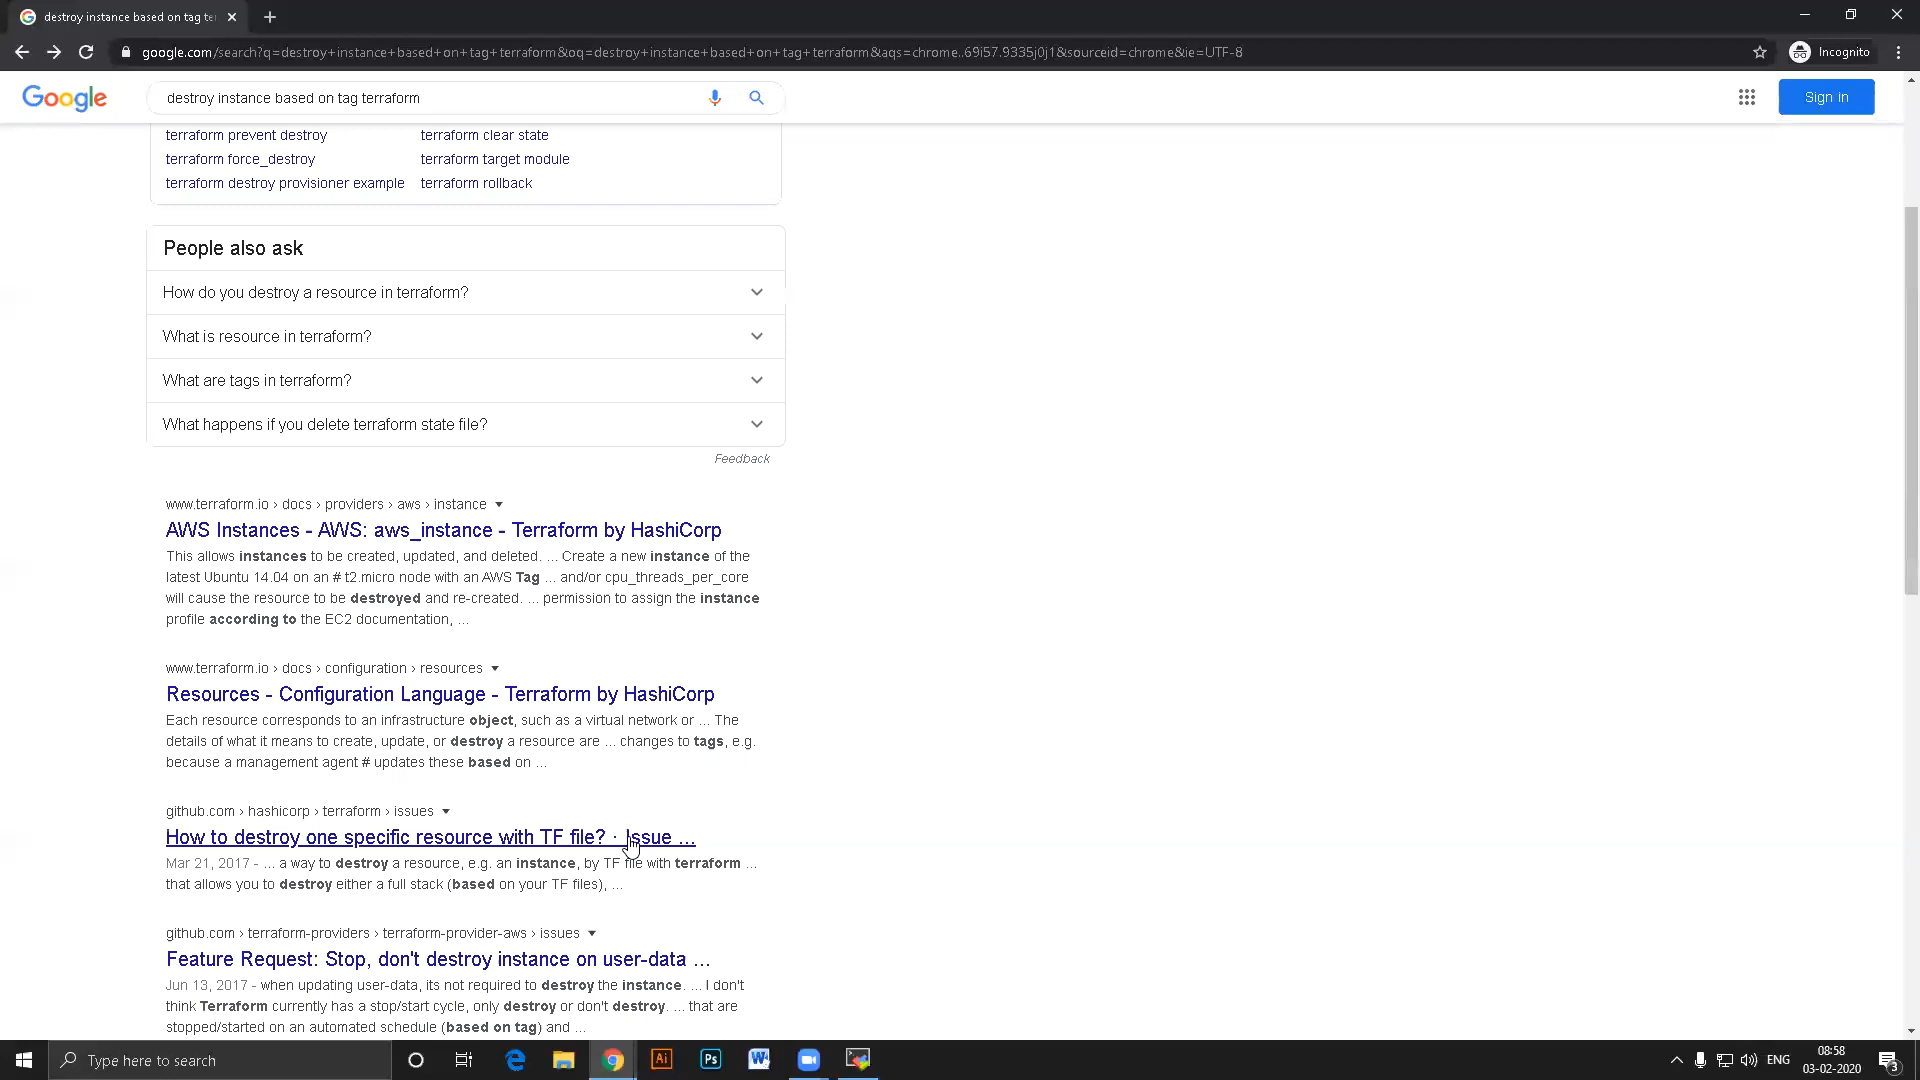 destroy instance based on tag te
google.com/search?q=destroy+instance+based+on+tag+terraform&oq=destroy+instance+based+on+tag+terraform&aqs=chrome..69i57.9335j0j1&sourceid=chrome&ie=UTF-8
Incognito
Google
destroy instance based on tag terraform
Sign in
terraform prevent destroy
terraform clear state
terraform force_destroy
terraform target module
terraform destroy provisioner example
terraform rollback
People also ask
How do you destroy a resource in terraform?
What is resource in terraform?
What are tags in terraform?
What happens if you delete terraform state file?
Feedback
www.terraform.io › docs › providers › aws › instance
AWS Instances - AWS: aws_instance - Terraform by HashiCorp
This allows instances to be created, updated, and deleted. ... Create a new instance of the
latest Ubuntu 14.04 on an # t2.micro node with an AWS Tag ... and/or cpu_threads_per_core
will cause the resource to be destroyed and re-created. ... permission to assign the instance
profile according to the EC2 documentation, ...
www.terraform.io › docs › configuration › resources
Resources - Configuration Language - Terraform by HashiCorp
Each resource corresponds to an infrastructure object, such as a virtual network or ... The
details of what it means to create, update, or destroy a resource are ... changes to tags, e.g.
because a management agent # updates these based on ...
github.com › hashicorp › terraform › issues
How to destroy one specific resource with TF file? · Issue ...
Mar 21, 2017 - ... a way to destroy a resource, e.g. an instance, by TF file with terraform ...
that allows you to destroy either a full stack (based on your TF files), ...
github.com › terraform-providers › terraform-provider-aws › issues
Feature Request: Stop, don't destroy instance on user-data ...
Jun 13, 2017 - when updating user-data, its not required to destroy the instance. ... I don't
think Terraform currently has a stop/start cycle, only destroy or don't destroy. ... that are
stopped/started on an automated schedule (based on tag) and ...
Type here to search
Ai
Ps
W
ENG
08:58
03-02-2020
3